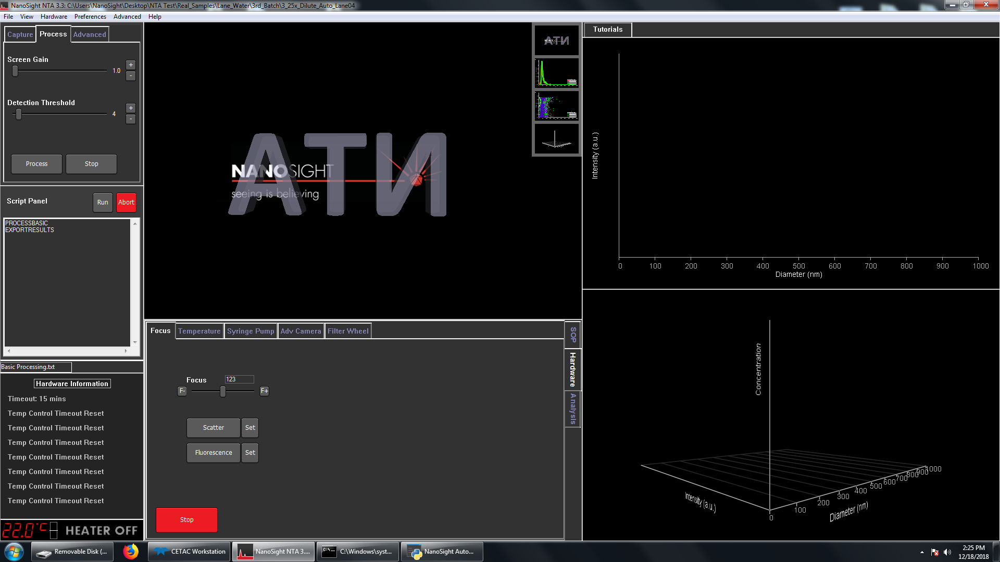 NanoSight NTA 3.3: C:\Users\NanoSight\Desktop\NTA Test\Real_Samples\Lane_Water\3rd_Batch\3_25x_Dilute_Auto_Lane04
File View Hardware Preferences Advanced Help
Capture Process Advanced
Screen Gain
1.0
+
-
Detection Threshold
4
+
-
Process Stop
Script Panel Run Abort
PROCESSBASIC
EXPORTRESULTS
Basic Processing.txt
Hardware Information
Timeout: 15 mins
Temp Control Timeout Reset
Temp Control Timeout Reset
Temp Control Timeout Reset
Temp Control Timeout Reset
Temp Control Timeout Reset
Temp Control Timeout Reset
Temp Control Timeout Reset
22.0°C HEATER OFF
ATN
NANOSIGHT
seeing is believing
ATN
Focus Temperature Syringe Pump Adv Camera Filter Wheel
Focus 123
F- F+
Scatter Set
Fluorescence Set
Stop
SOP
Hardware
Analysis
Tutorials
Intensity (a.u.)
0 100 200 300 400 500 600 700 800 900 1000
Diameter (nm)
Concentration
Intensity (a.u.)
0 100 200 300 400 500 600 700 800 900 1000
Diameter (nm)
Removable Disk (...
CETAC Workstation
NanoSight NTA 3....
C:\Windows\syst...
NanoSight Auto...
2:25 PM
12/18/2018